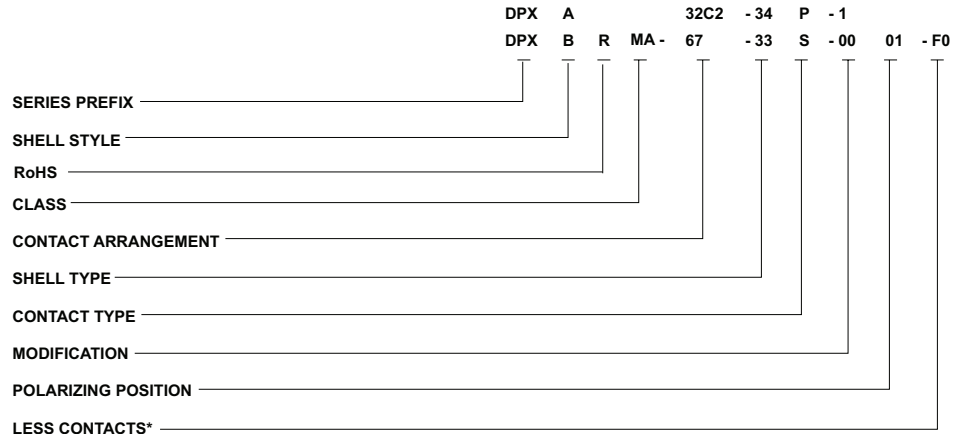 DPX A 32C2 - 34 P - 1
DPX B R MA - 67 - 33 S - 00 01 - F0
SERIES PREFIX
SHELL STYLE
RoHS
CLASS
CONTACT ARRANGEMENT
SHELL TYPE
CONTACT TYPE
MODIFICATION
POLARIZING POSITION
LESS CONTACTS*